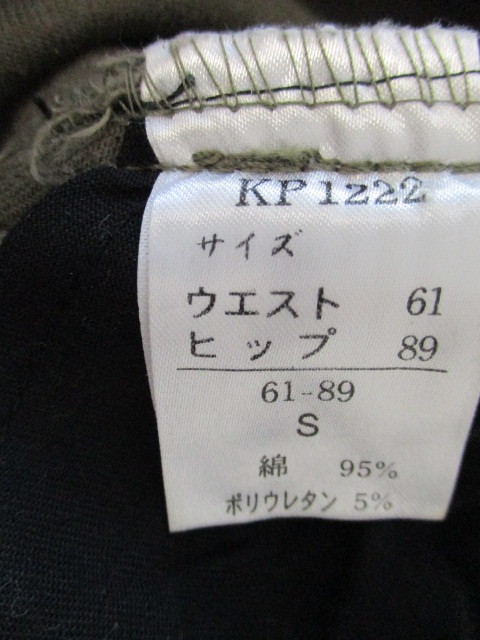 KP1222
サイズ
ウエスト 61
ヒップ 89
61-89
S
綿 95%
ポリウレタン 5%